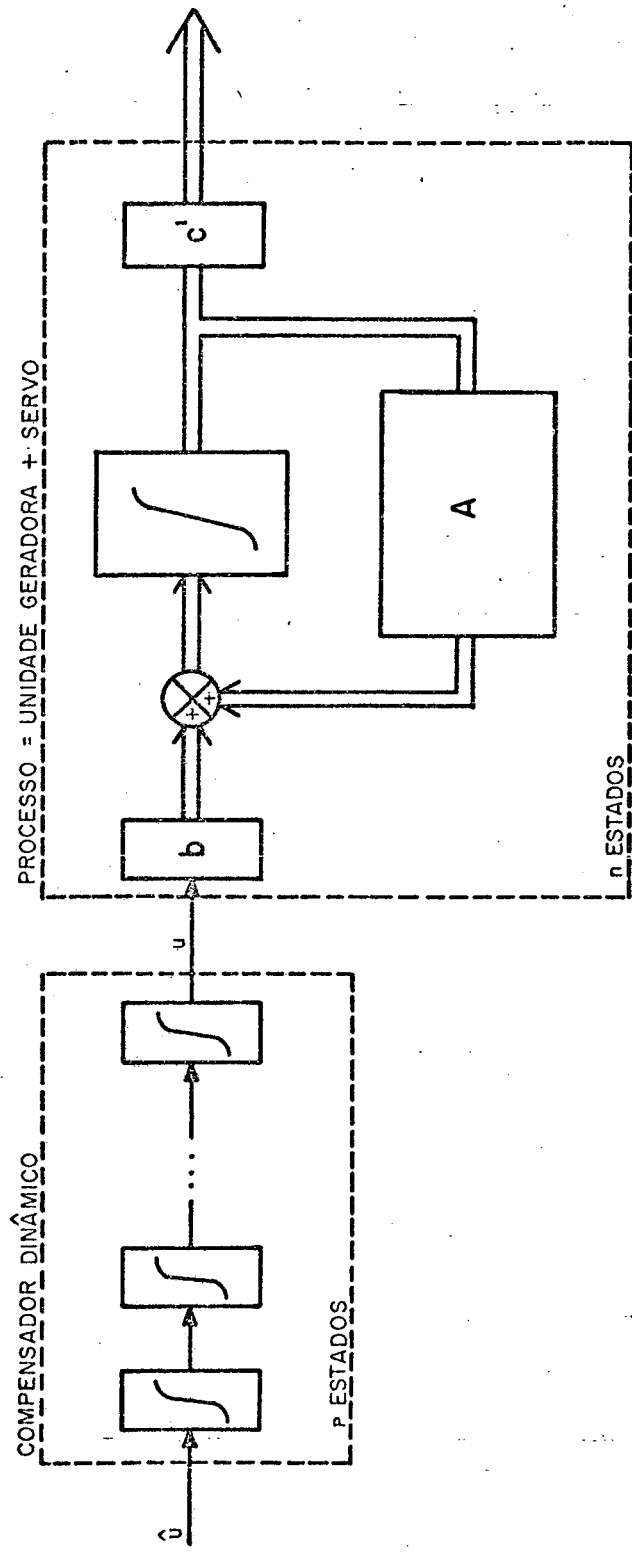 COMPENSADOR DINÂMICO
û
P ESTADOS
...
u
PROCESSO = UNIDADE GERADORA + SERVO
b
+
+
∫
A
c'
n ESTADOS